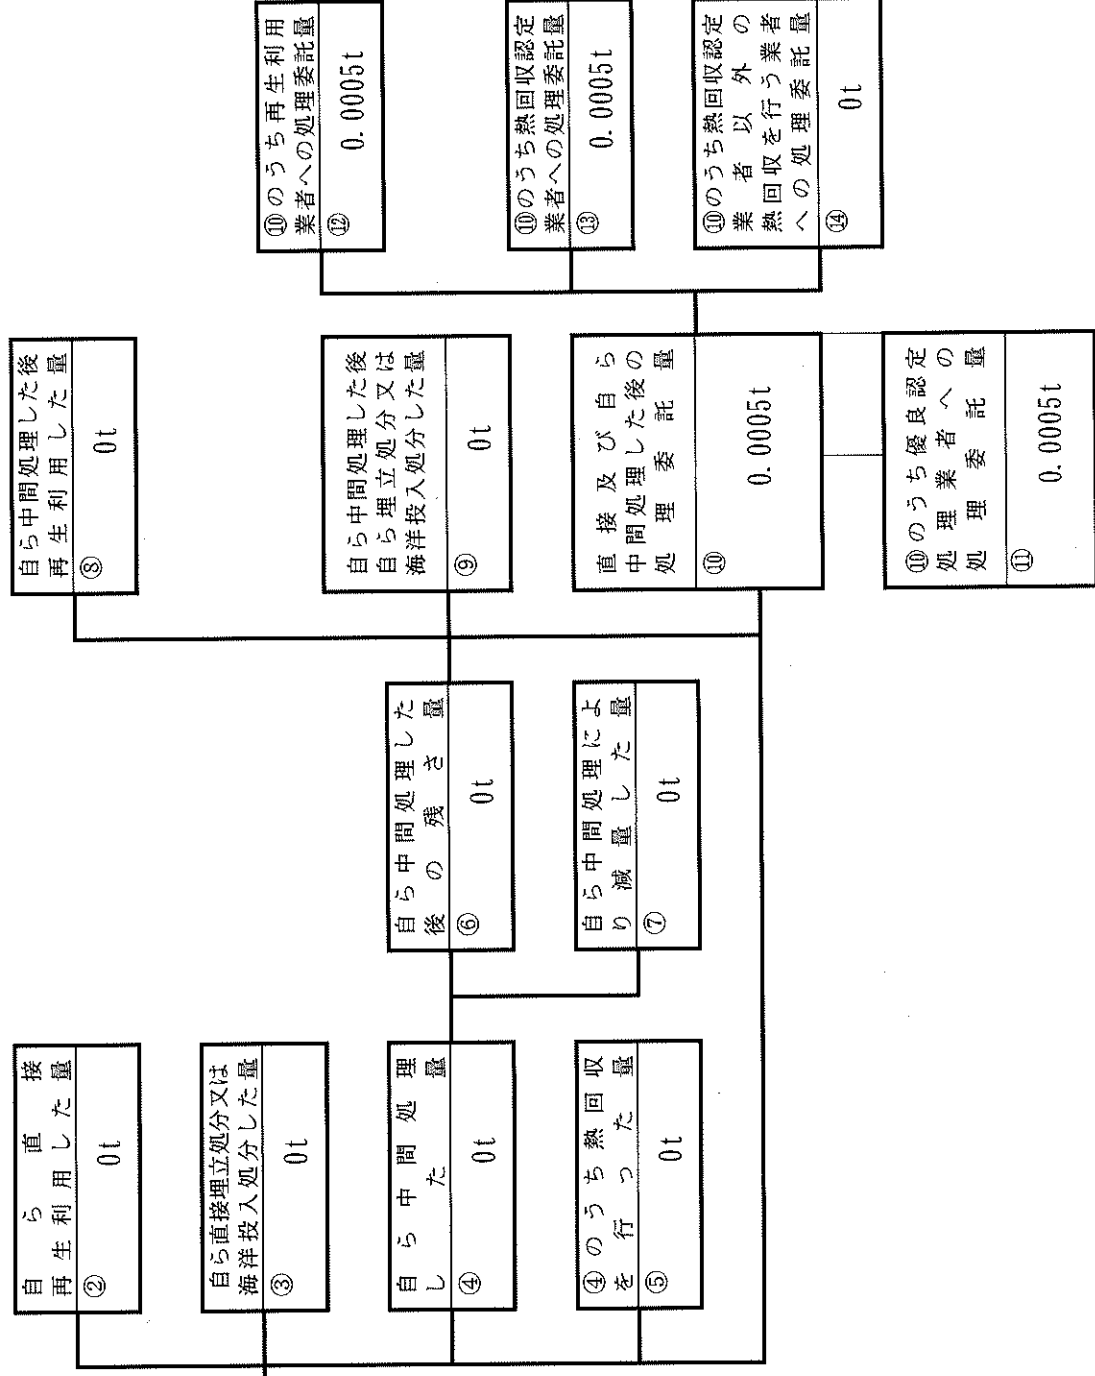 自ら直接
再生利用した量
②
0t
自ら直接埋立処分又は
海洋投入処分した量
③
0t
自ら中間処理
した量
④
0t
④のうち熱回収
を行った量
⑤
0t
自ら中間処理した
後の残さ量
⑥
0t
自ら中間処理によ
り減量した量
⑦
0t
自ら中間処理した後
再生利用した量
⑧
0t
自ら中間処理した後
自ら埋立処分又は
海洋投入処分した量
⑨
0t
直接及び自ら
中間処理した後の
処理委託量
⑩
0.0005t
⑩のうち優良認定
処理業者への
処理委託量
⑪
0.0005t
⑩のうち再生利用
業者への処理委託量
⑫
0.0005t
⑩のうち熱回収認定
業者への処理委託量
⑬
0.0005t
⑩のうち熱回収認定
業者以外の
熱回収を行う業者
への処理委託量
⑭
0t